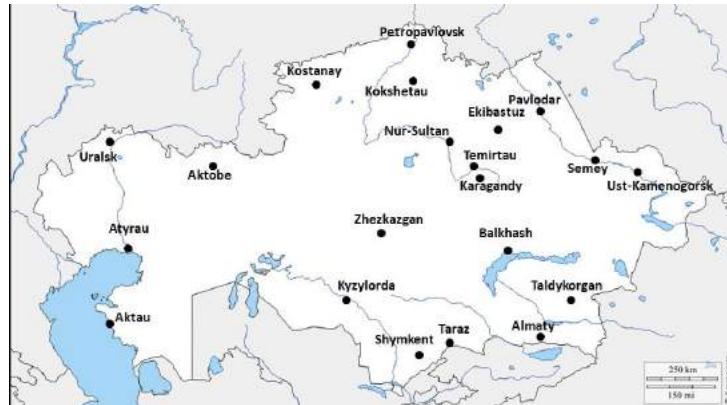 Petropavlovsk
Kostanay
Kokshetau
Pavlodar
Ekibastuz
Nur-Sultan
Uralsk
Aktobe
Temirtau
Semey
Karagandy
Ust-Kamenogorsk
Zhezkazgan
Atyrau
Balkhash
Kyzylorda
Taldykorgan
Aktau
Shymkent
Taraz
Almaty
250 km
150 mi